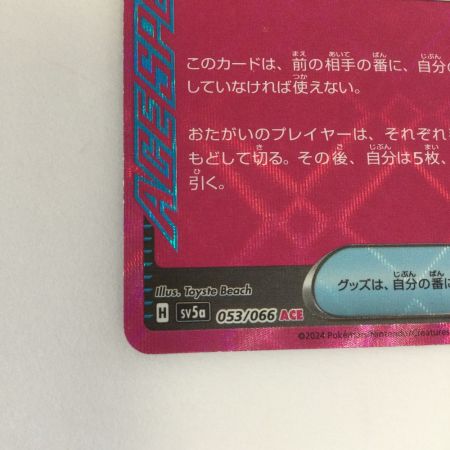 ACE SPE
このカードは、前の相手の番に、自分の
していなければ使えない。
おたがいのプレイヤーは、それぞれ
もどして切る。その後、自分は5枚、
引く。
グッズは、自分の番に
Illus. Toyste Beach
H sv5a 053/066 ACE
©2024 Pokémon/Nintendo/Creatures